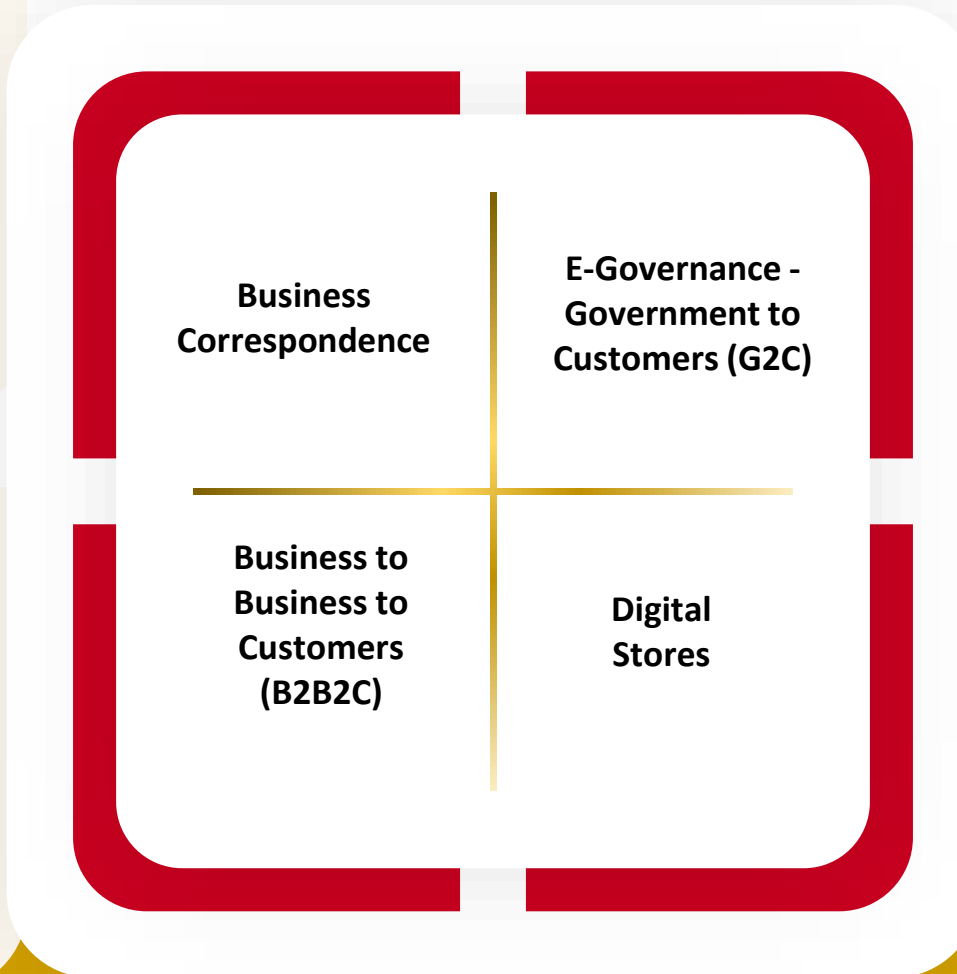 Business
Correspondence
E-Governance -
Government to
Customers (G2C)
Business to
Business to
Customers
(B2B2C)
Digital
Stores